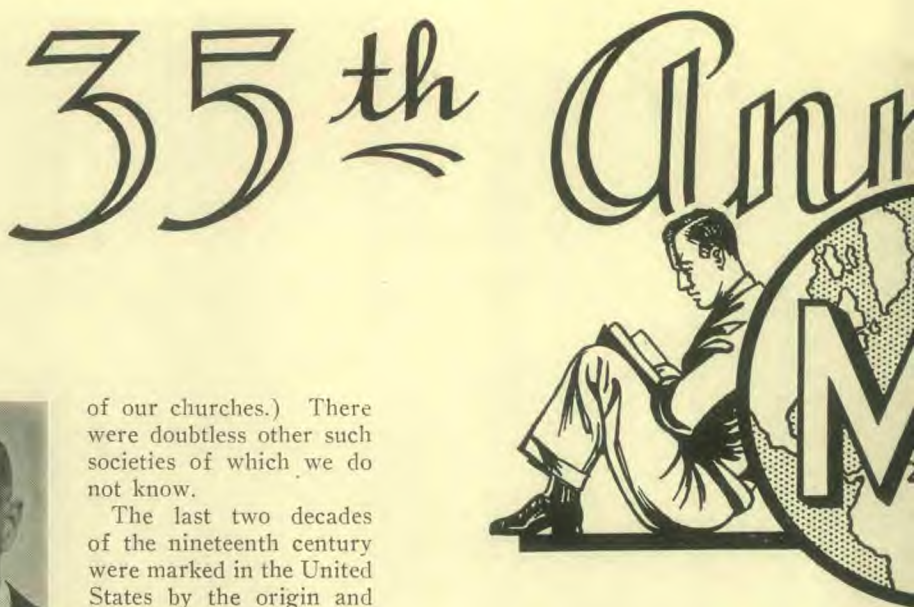 35th Ann
M
of our churches.) There
were doubtless other such
societies of which we do
not know.
The last two decades
of the nineteenth century
were marked in the United
States by the origin and